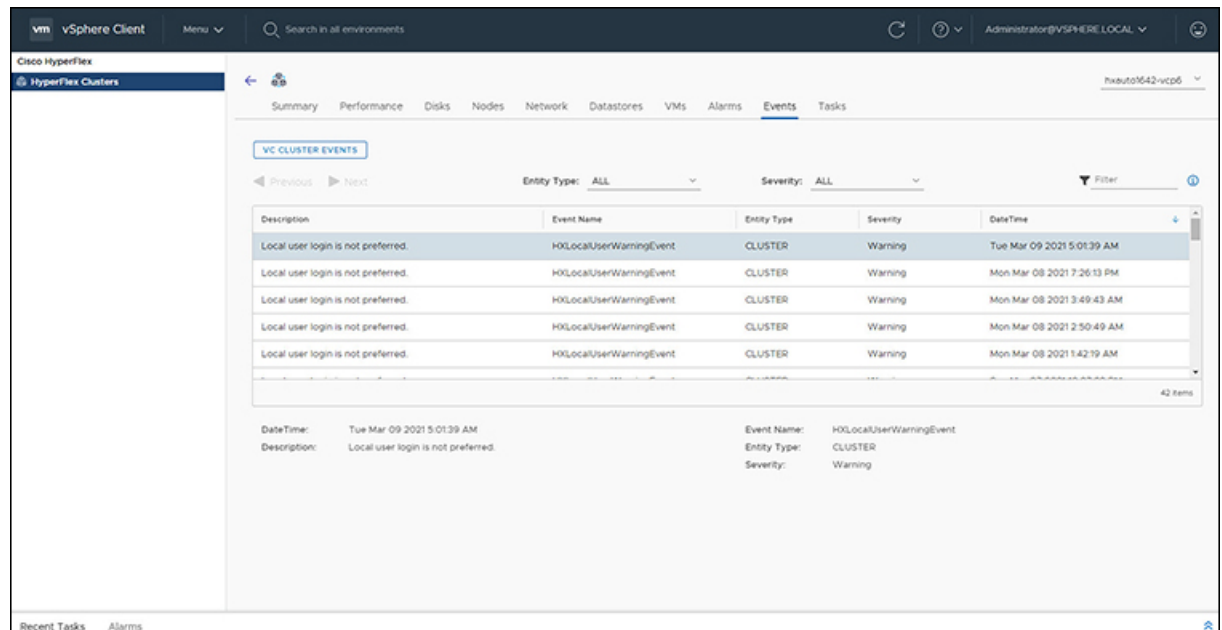 vm vSphere Client Menu Search in all environments Administrator@VSPHERE.LOCAL
Cisco HyperFlex
HyperFlex Clusters
hxauto1642-vcp6
Summary Performance Disks Nodes Network Datastores VMs Alarms Events Tasks
VC CLUSTER EVENTS
Previous Next Entity Type: ALL Severity: ALL Filter
Description Event Name Entity Type Severity DateTime
Local user login is not preferred. HXLocalUserWarningEvent CLUSTER Warning Tue Mar 09 2021 5:01:39 AM
Local user login is not preferred. HXLocalUserWarningEvent CLUSTER Warning Mon Mar 08 2021 7:26:13 PM
Local user login is not preferred. HXLocalUserWarningEvent CLUSTER Warning Mon Mar 08 2021 3:49:43 AM
Local user login is not preferred. HXLocalUserWarningEvent CLUSTER Warning Mon Mar 08 2021 2:50:49 AM
Local user login is not preferred. HXLocalUserWarningEvent CLUSTER Warning Mon Mar 08 2021 1:42:19 AM
42 items
DateTime: Tue Mar 09 2021 5:01:39 AM Event Name: HXLocalUserWarningEvent
Description: Local user login is not preferred. Entity Type: CLUSTER
Severity: Warning
Recent Tasks Alarms